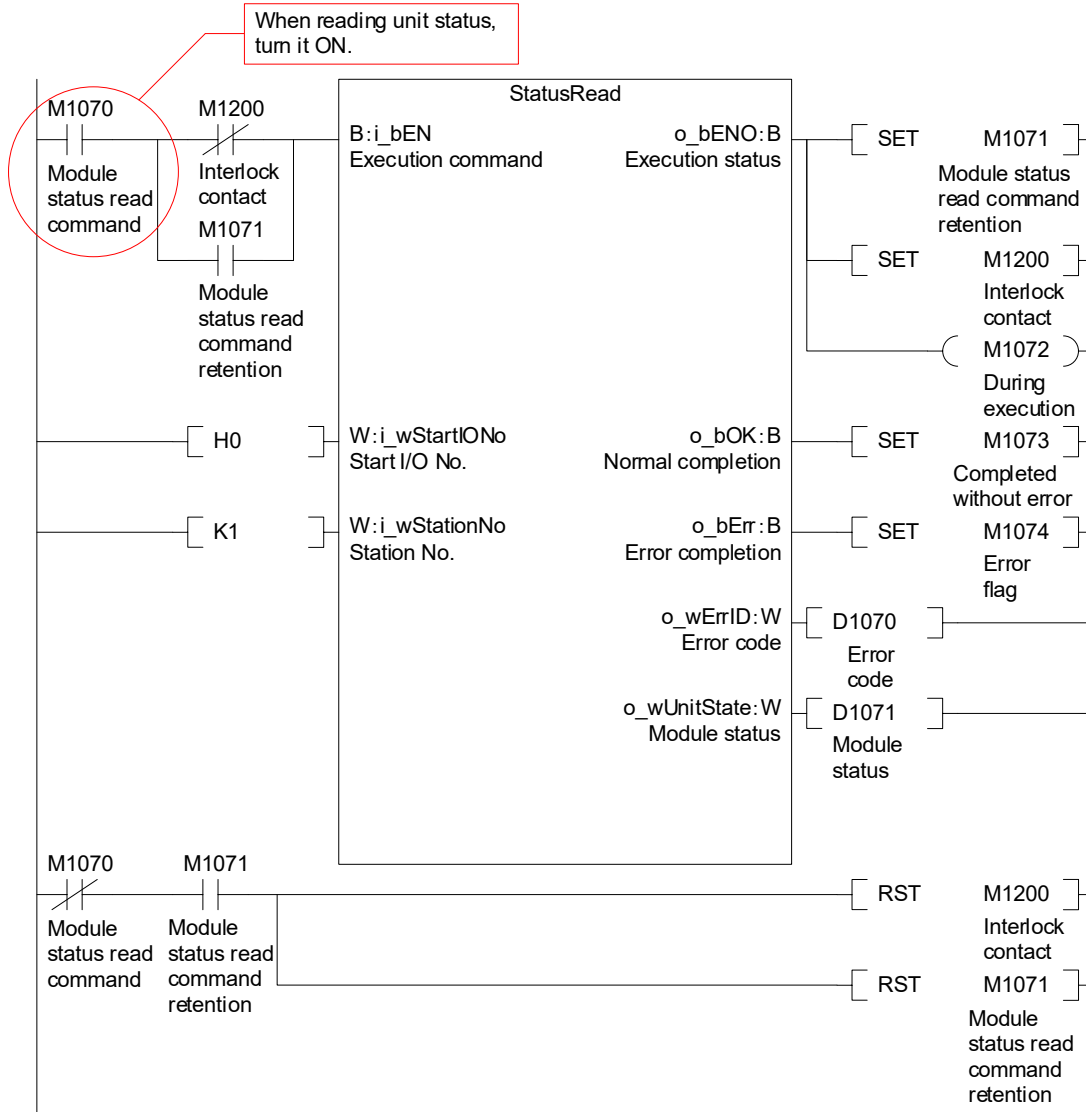 When reading unit status,
turn it ON.
StatusRead
M1070
M1200
B:i_bEN
Execution command
o_bENO:B
Execution status
SET M1071
Module
status read
command
Interlock
contact
Module status
read command
retention
M1071
Module
status read
command
retention
SET M1200
Interlock
contact
M1072
During
execution
H0
W:i_wStartIONo
Start I/O No.
o_bOK:B
Normal completion
SET M1073
Completed
without error
K1
W:i_wStationNo
Station No.
o_bErr:B
Error completion
SET M1074
Error
flag
o_wErrID:W
Error code
D1070
Error
code
o_wUnitState:W
Module status
D1071
Module
status
M1070
M1071
RST M1200
Module
status read
command
Module
status read
command
retention
Interlock
contact
RST M1071
Module
status read
command
retention